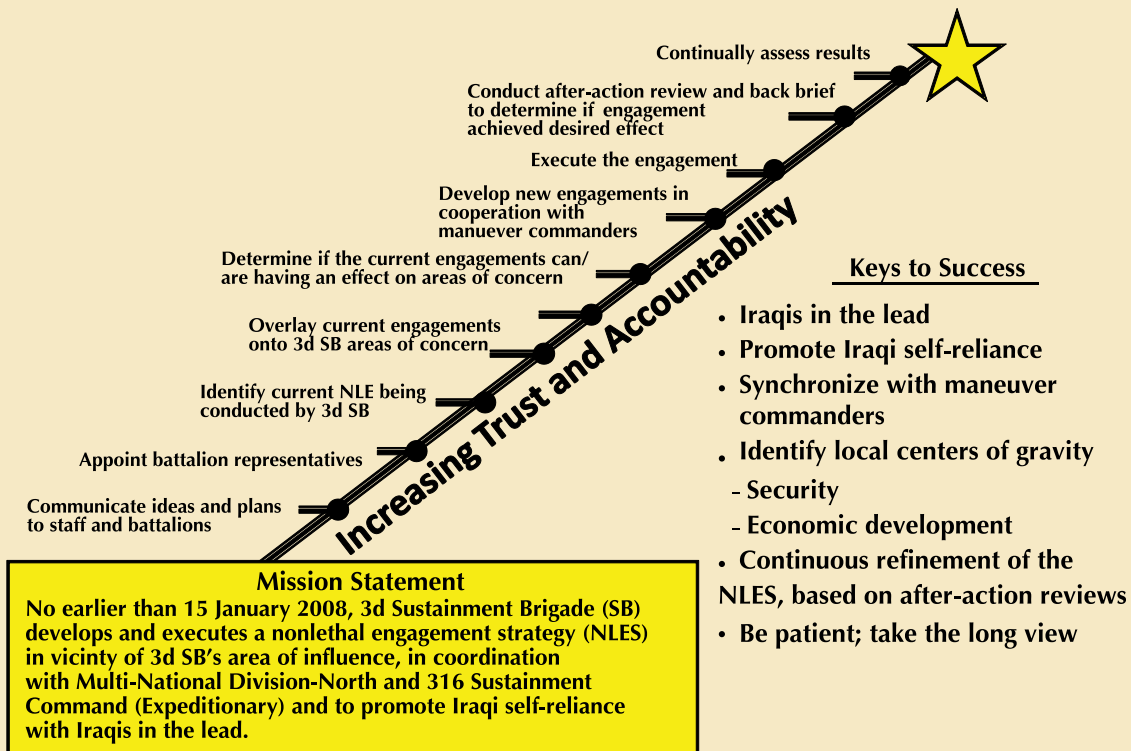 Continually assess results
Conduct after-action review and back brief
to determine if engagement
achieved desired effect
Execute the engagement
Develop new engagements in
cooperation with
manuever commanders
Determine if the current engagements can/
are having an effect on areas of concern
Overlay current engagements
onto 3d SB areas of concern
Identify current NLE being
conducted by 3d SB
Appoint battalion representatives
Communicate ideas and plans
to staff and battalions
Increasing Trust and Accountability
Mission Statement
No earlier than 15 January 2008, 3d Sustainment Brigade (SB)
develops and executes a nonlethal engagement strategy (NLES)
in vicinty of 3d SB's area of influence, in coordination
with Multi-National Division-North and 316 Sustainment
Command (Expeditionary) and to promote Iraqi self-reliance
with Iraqis in the lead.
Keys to Success
• Iraqis in the lead
• Promote Iraqi self-reliance
• Synchronize with maneuver
commanders
• Identify local centers of gravity
- Security
- Economic development
• Continuous refinement of the
NLES, based on after-action reviews
• Be patient; take the long view